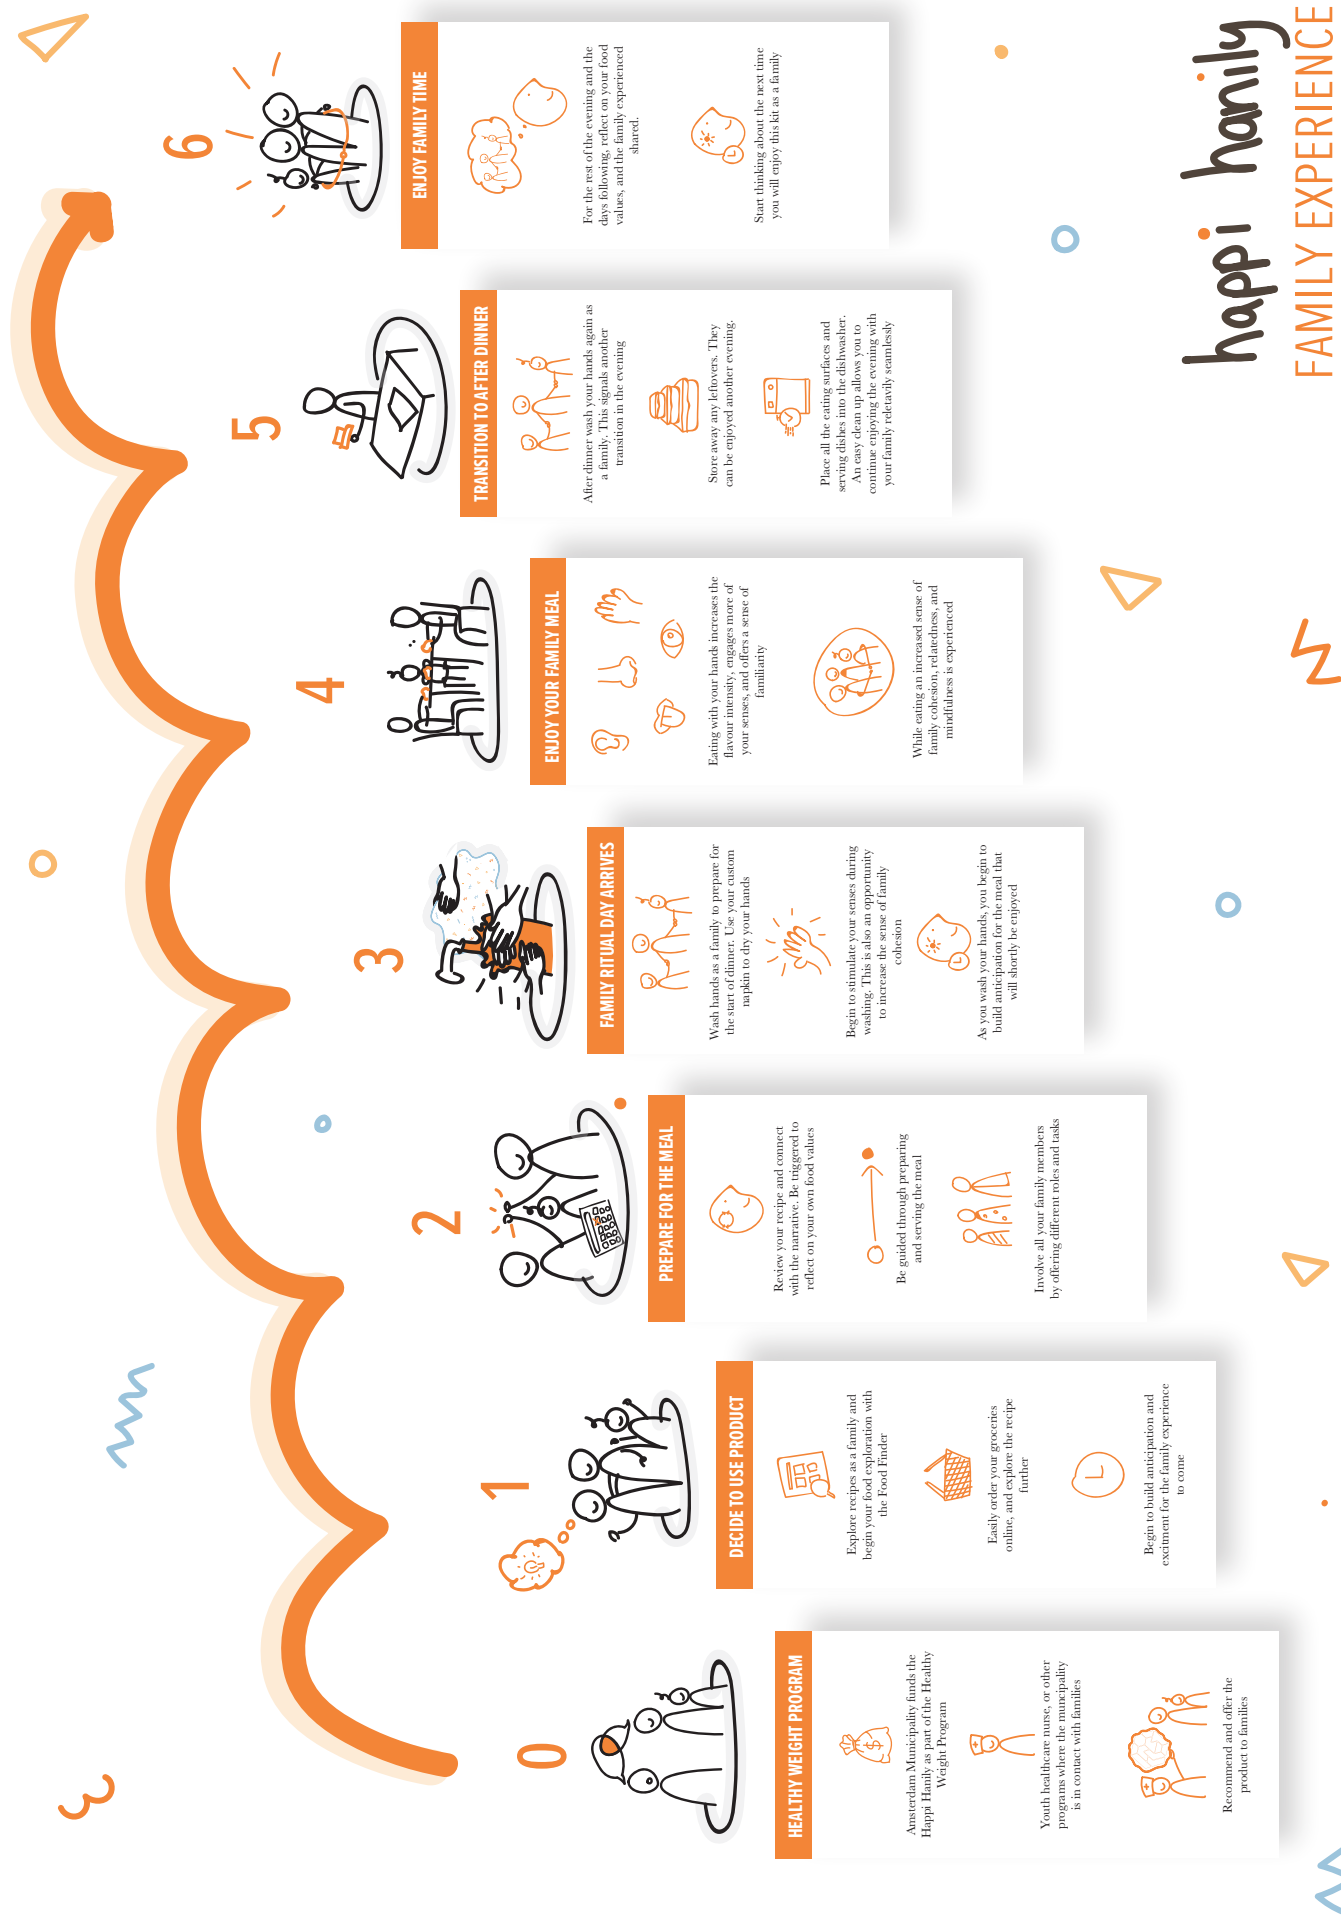 happi hanily
FAMILY EXPERIENCE
0
HEALTHY WEIGHT PROGRAM
Amsterdam Municipality funds the
Happi Hanily as part of the Healthy
Weight Program
Youth healthcare nurse, or other
programs where the muncipality
is in contact with families
Recommend and offer the
product to families
1
DECIDE TO USE PRODUCT
Explore recipes as a family and
begin your food exploration with
the Food Finder
Easily order your groceries
online, and explore the recipe
further
Begin to build anticipation and
excitment for the family experience
to come
2
PREPARE FOR THE MEAL
Review your recipe and connect
with the narrative. Be triggered to
reflect on your own food values
Be guided through preparing
and serving the meal
Involve all your family members
by offering different roles and tasks
3
FAMILY RITUAL DAY ARRIVES
Wash hands as a family to prepare for
the start of dinner. Use your custom
napkin to dry your hands
Begin to stimulate your senses during
washing. This is also an opportunity
to increase the sense of family
cohesion
As you wash your hands, you begin to
build anticipation for the meal that
will shortly be enjoyed
4
ENJOY YOUR FAMILY MEAL
Eating with your hands increases the
flavour intensity, engages more of
your senses, and offers a sense of
familiarity
While eating an increased sense of
family cohesion, relatedness, and
mindfulness is experienced
5
TRANSITION TO AFTER DINNER
After dinner wash your hands again as
a family. This signals another
transition in the evening
Store away any leftovers. They
can be enjoyed another evening.
Place all the eating surfaces and
serving dishes into the dishwasher.
An easy clean up allows you to
continue enjoying the evening with
your family reletavily seamlessly
6
ENJOY FAMILY TIME
For the rest of the evening and the
days following, reflect on your food
values, and the family experienced
shared.
Start thinking about the next time
you will enjoy this kit as a family